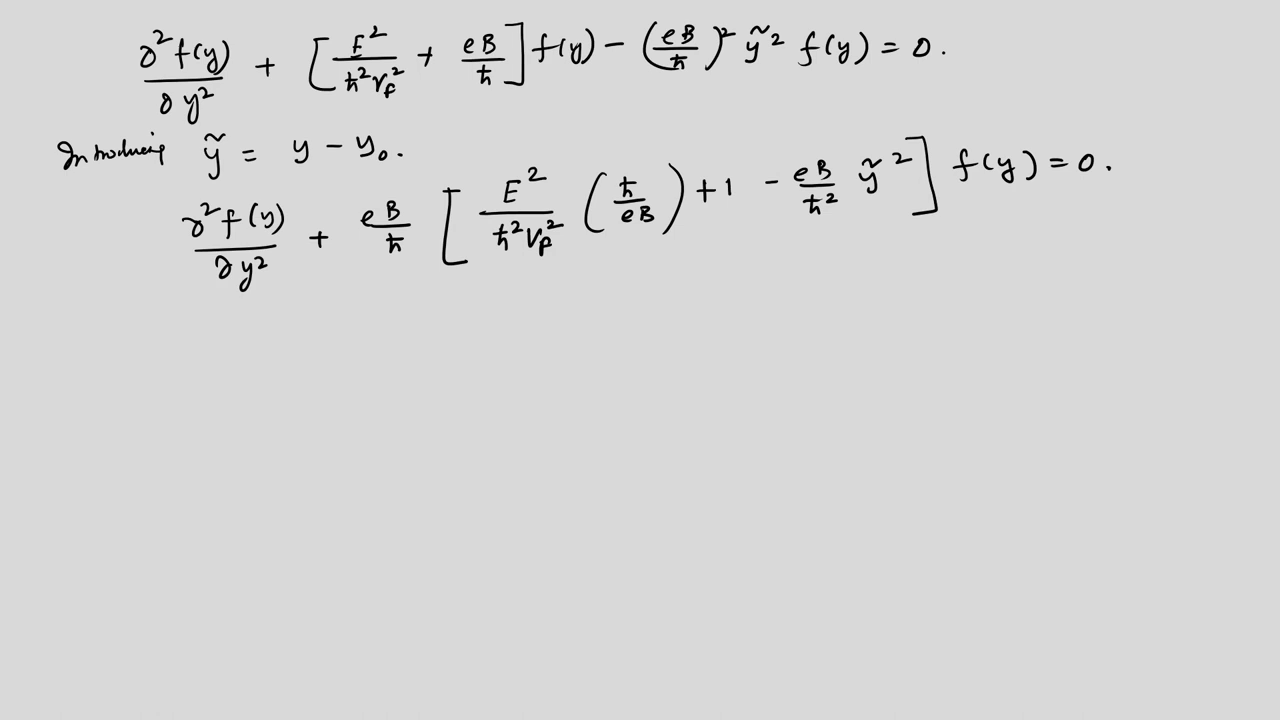 ∂²f(y)/∂y² + [E²/ħ²v_F² + eB/ħ] f(y) − (eB/ħ)² ỹ² f(y) = 0.
Introducing ỹ = y − y₀.
∂²f(y)/∂y² + eB/ħ [E²/ħ²v_F² (ħ/eB) + 1 − eB/ħ² ỹ²] f(y) = 0.